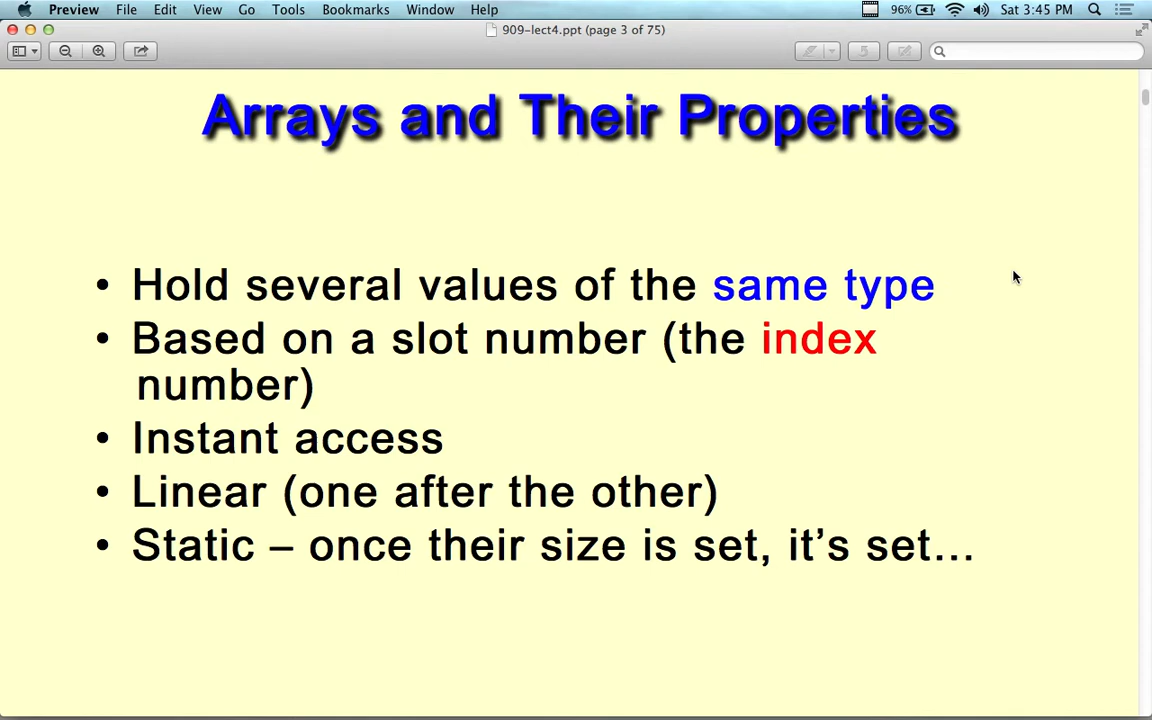 Preview File Edit View Go Tools Bookmarks Window Help 96% Sat 3:45 PM
909-lect4.ppt (page 3 of 75)
Arrays and Their Properties
• Hold several values of the same type
• Based on a slot number (the index
number)
• Instant access
• Linear (one after the other)
• Static – once their size is set, it's set...